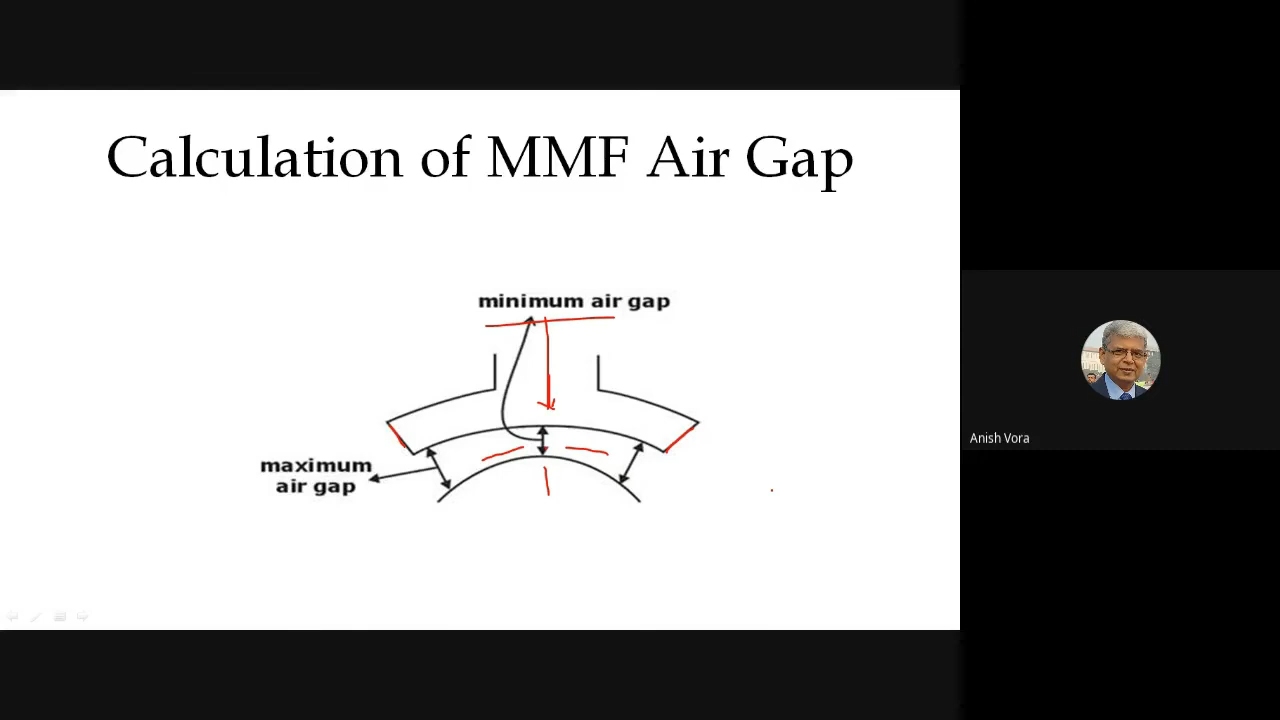 Calculation of MMF Air Gap
minimum air gap
maximum
air gap
Anish Vora